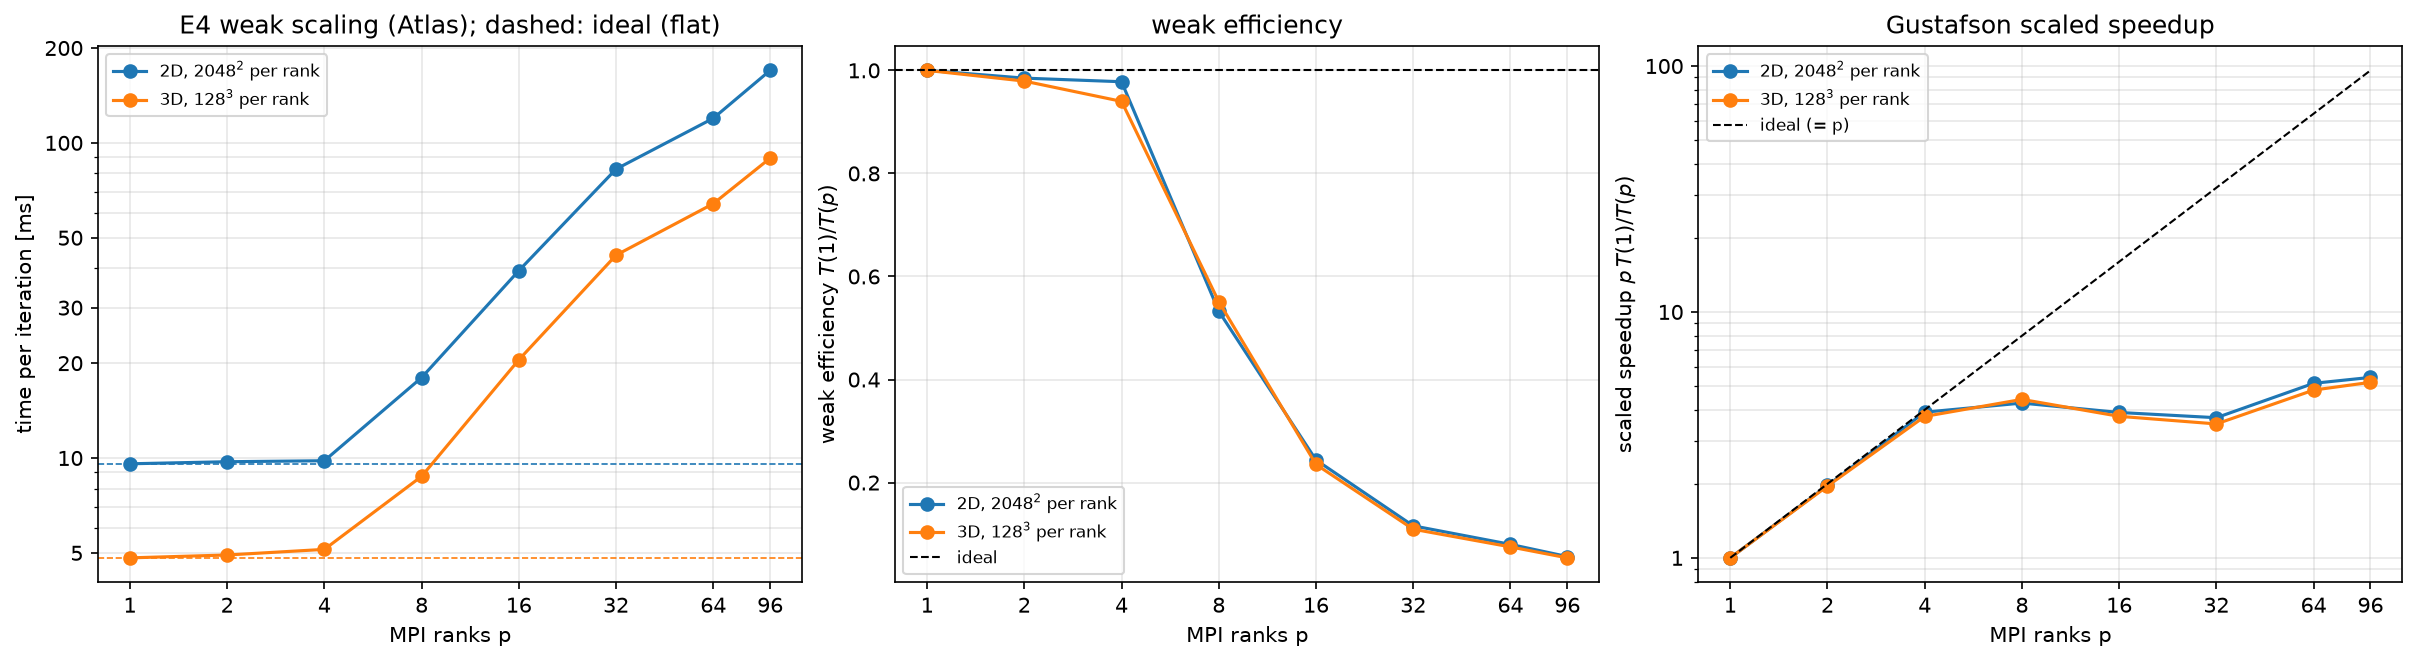 E4 weak scaling (Atlas); dashed: ideal (flat)
200
100
50
30
20
10
5
time per iteration [ms]
2D, 2048² per rank
3D, 128³ per rank
1 2 4 8 16 32 64 96
MPI ranks p
weak efficiency
1.0
0.8
0.6
0.4
0.2
weak efficiency T(1)/T(p)
2D, 2048² per rank
3D, 128³ per rank
ideal
1 2 4 8 16 32 64 96
MPI ranks p
Gustafson scaled speedup
100
10
1
scaled speedup p T(1)/T(p)
2D, 2048² per rank
3D, 128³ per rank
ideal (= p)
1 2 4 8 16 32 64 96
MPI ranks p